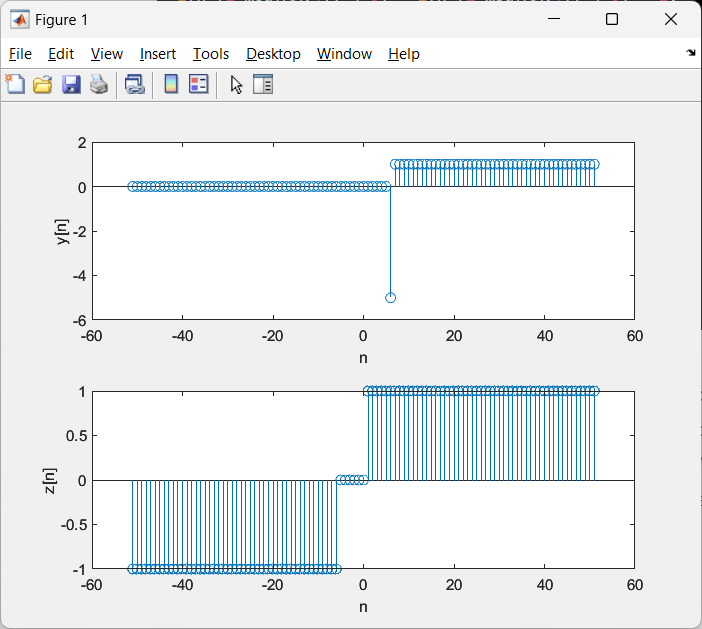 Figure 1
File Edit View Insert Tools Desktop Window Help
2
0
-2
-4
-6
y[n]
-60 -40 -20 0 20 40 60
n
1
0.5
0
-0.5
-1
z[n]
-60 -40 -20 0 20 40 60
n